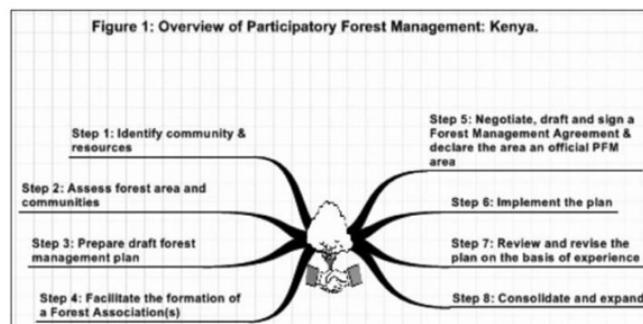 Figure 1: Overview of Participatory Forest Management: Kenya.
Step 1: Identify community &
resources
Step 2: Assess forest area and
communities
Step 3: Prepare draft forest
management plan
Step 4: Facilitate the formation of
a Forest Association(s)
Step 5: Negotiate, draft and sign a
Forest Management Agreement &
declare the area an official PFM
area
Step 6: Implement the plan
Step 7: Review and revise the
plan on the basis of experience
Step 8: Consolidate and expand